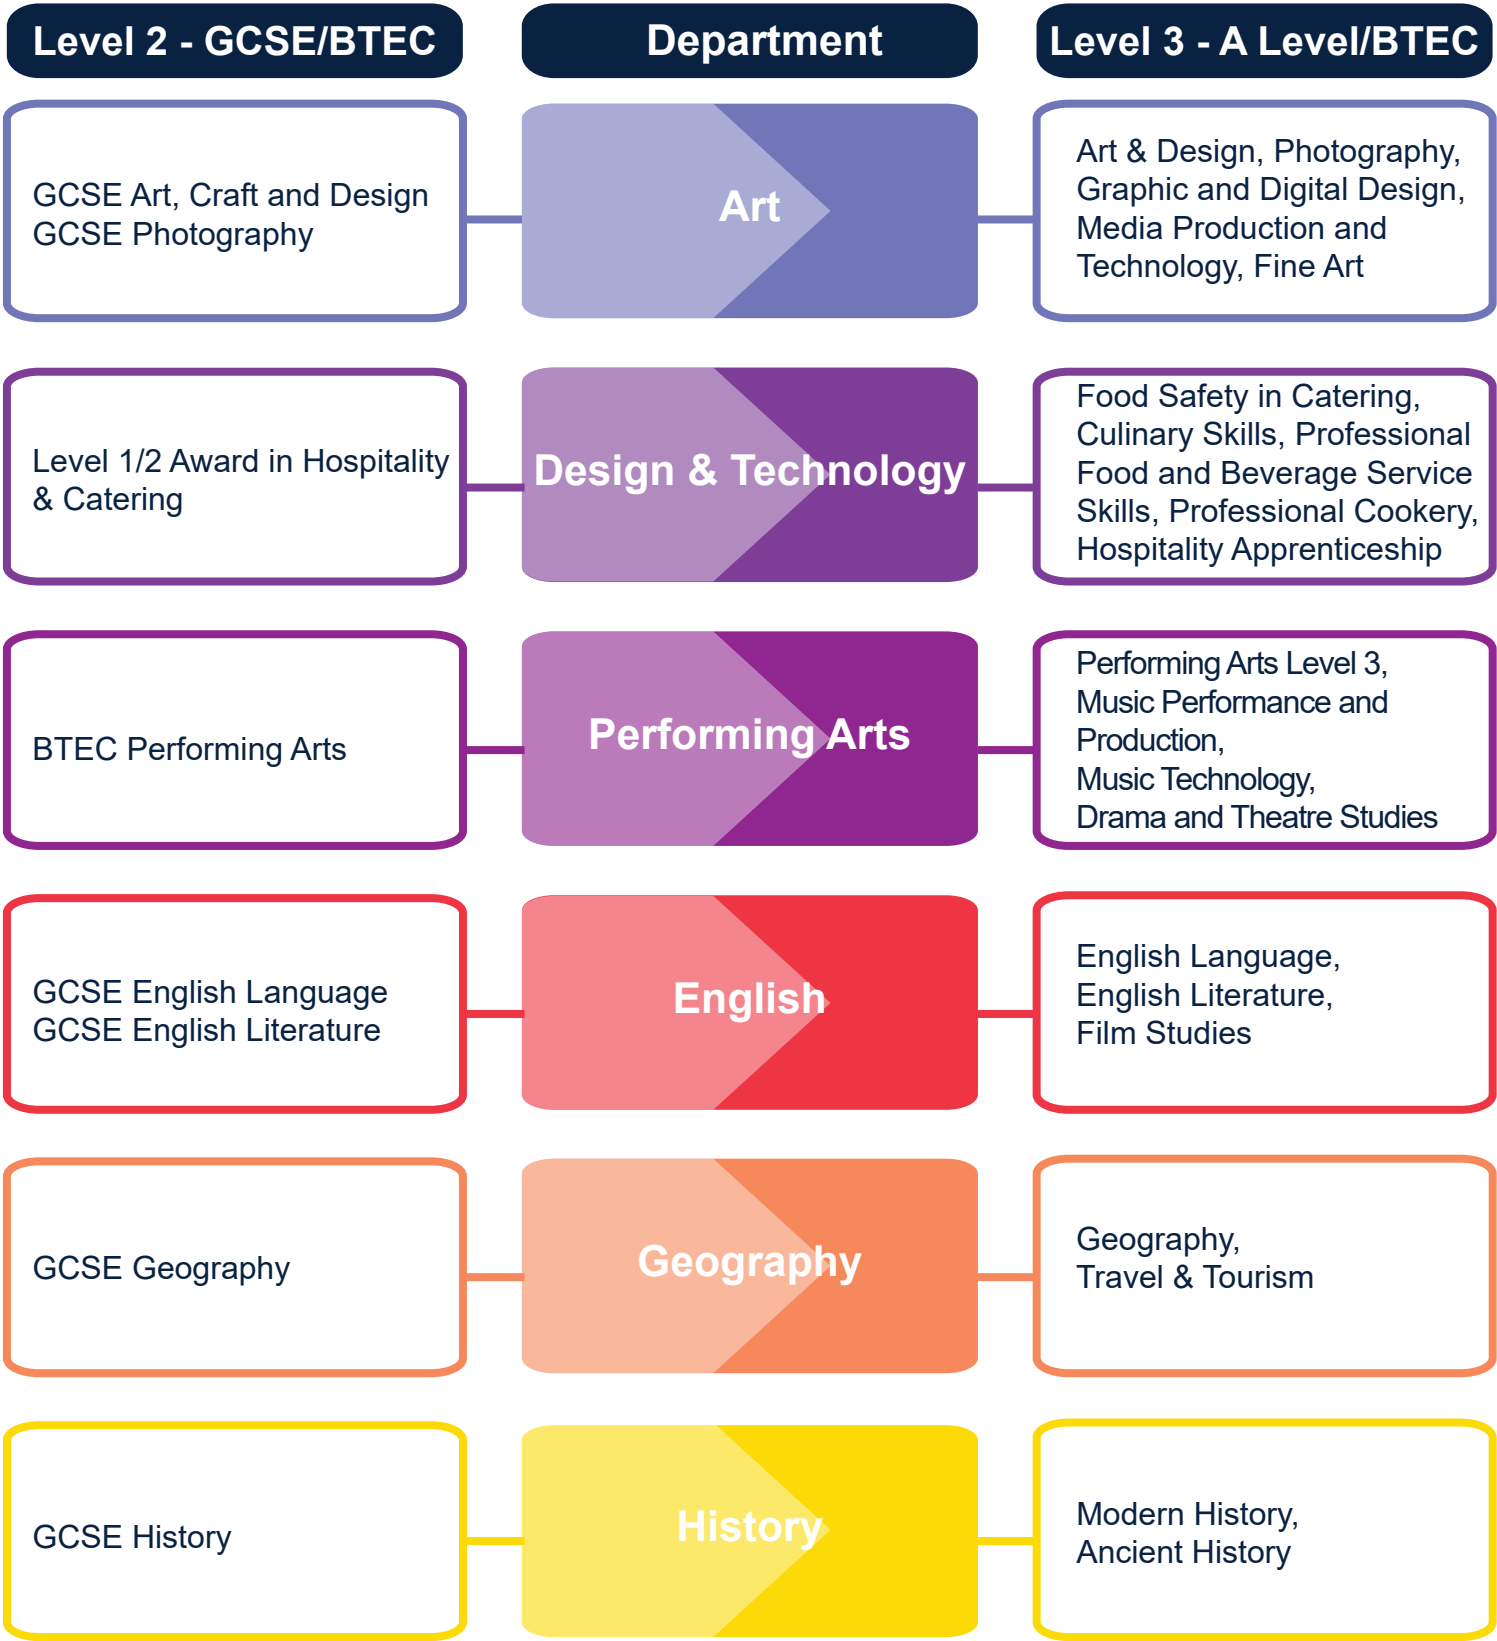 Level 2 - GCSE/BTEC
Department
Level 3 - A Level/BTEC
GCSE Art, Craft and Design
GCSE Photography
Art
Art & Design, Photography,
Graphic and Digital Design,
Media Production and
Technology, Fine Art
Level 1/2 Award in Hospitality
& Catering
Design & Technology
Food Safety in Catering,
Culinary Skills, Professional
Food and Beverage Service
Skills, Professional Cookery,
Hospitality Apprenticeship
BTEC Performing Arts
Performing Arts
Performing Arts Level 3,
Music Performance and
Production,
Music Technology,
Drama and Theatre Studies
GCSE English Language
GCSE English Literature
English
English Language,
English Literature,
Film Studies
GCSE Geography
Geography
Geography,
Travel & Tourism
GCSE History
History
Modern History,
Ancient History